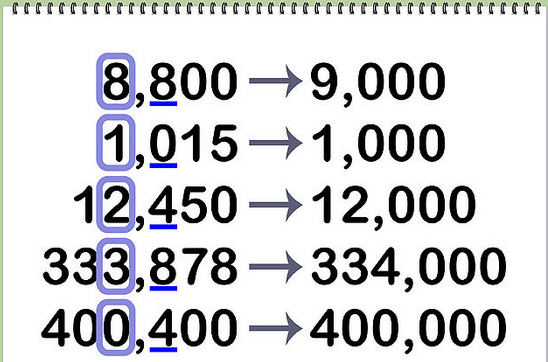 8,800 → 9,000
1,015 → 1,000
12,450 → 12,000
333,878 → 334,000
400,400 → 400,000